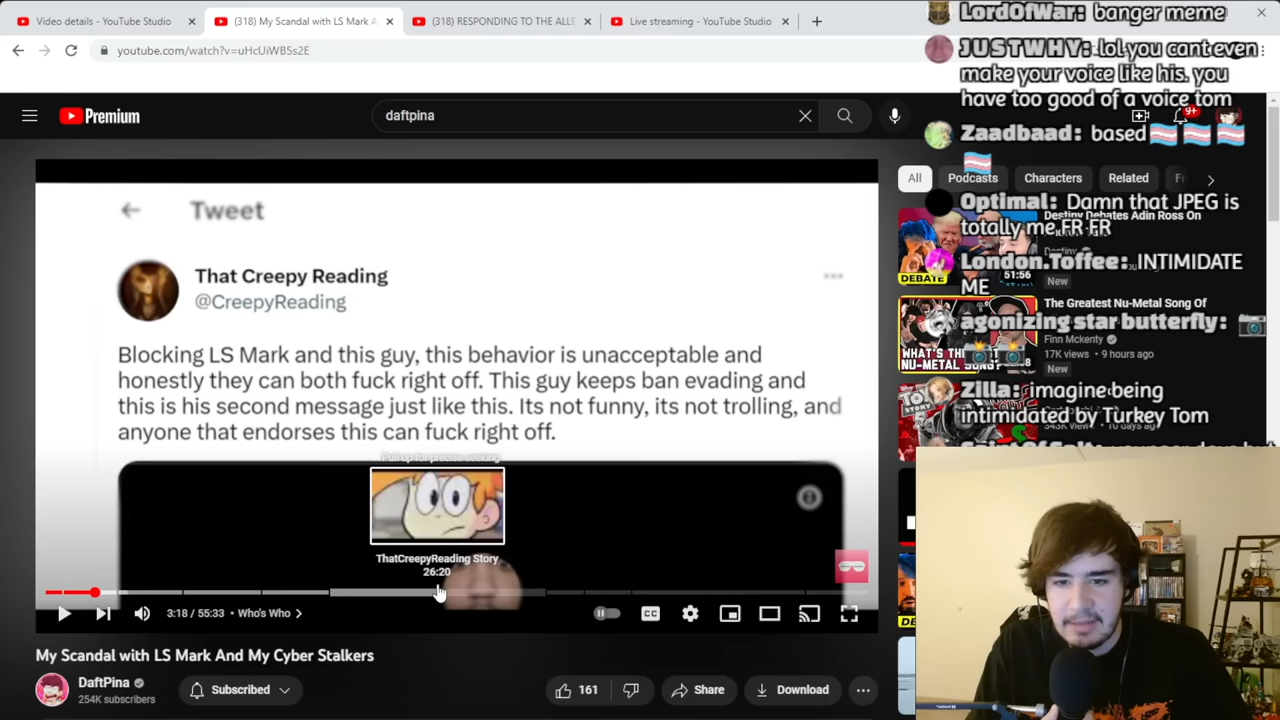 Video details - YouTube Studio
(318) My Scandal with LS Mark A
(318) RESPONDING TO THE ALLE
Live streaming - YouTube Studio
youtube.com/watch?v=uHcUiWB5s2E
Premium
daftpina
9+
Tweet
That Creepy Reading
@CreepyReading
Blocking LS Mark and this guy, this behavior is unacceptable and
honestly they can both fuck right off. This guy keeps ban evading and
this is his second message just like this. Its not funny, its not trolling, and
anyone that endorses this can fuck right off.
Pull up for precise seeking
ThatCreepyReading Story
26:20
3:18 / 55:33 • Who's Who
CC
My Scandal with LS Mark And My Cyber Stalkers
DaftPina
254K subscribers
Subscribed
161
Share
Download
All
Podcasts
Characters
Related
Destiny Debates Adin Ross On
DEBATE
51:56
New
The Greatest Nu-Metal Song Of
Finn Mckenty
17K views • 9 hours ago
New
WHAT'S TH
NU-METAL
LordOfWar: banger meme
JUSTWHY: lol you cant even
make your voice like his. you
have too good of a voice tom
Zaadbaad: based
Optimal: Damn that JPEG is
totally me FR FR
London.Toffee: INTIMIDATE
ME
agonizing star butterfly:
Zilla: imagine being
intimidated by Turkey Tom